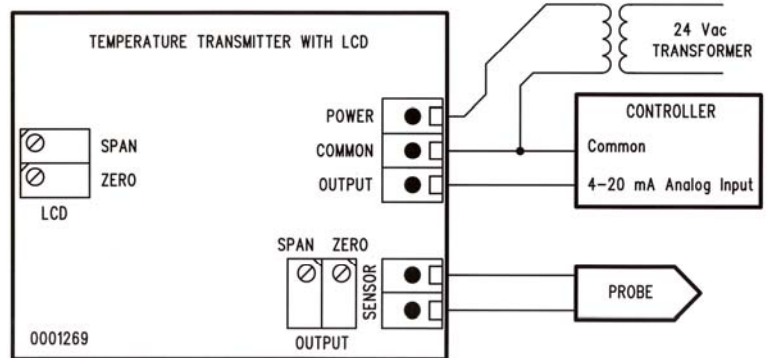 TEMPERATURE TRANSMITTER WITH LCD
24 Vac
TRANSFORMER
POWER
COMMON
OUTPUT
CONTROLLER
Common
4-20 mA Analog Input
SPAN
ZERO
LCD
SPAN ZERO
SENSOR
OUTPUT
PROBE
0001269